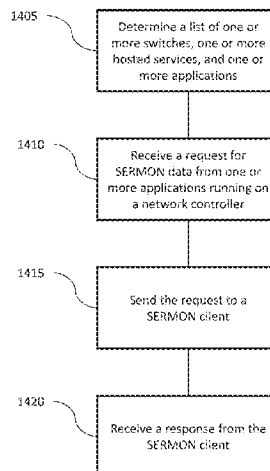 1405
Determine a list of one or
more switches, one or more
hosted services, and one or
more applications
1410
Receive a request for
SERMON data from one or
more applications running on
a network controller
1415
Send the request to a
SERMON client
1420
Receive a response from the
SERMON client